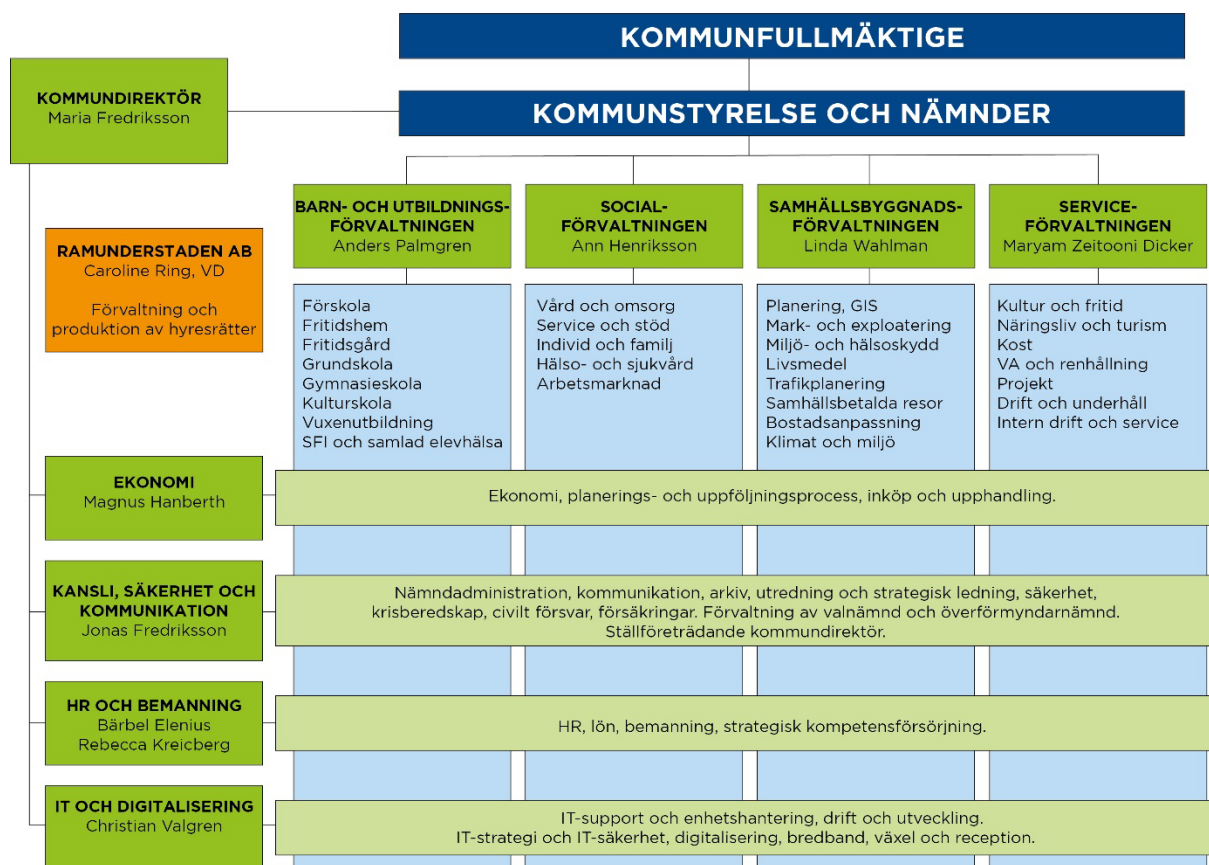 KOMMUNFULLMÄKTIGE
KOMMUNDIREKTÖR
Maria Fredriksson
KOMMUNSTYRELSE OCH NÄMNDER
BARN- OCH UTBILDNINGS-
FÖRVALTNINGEN
Anders Palmgren
SOCIAL-
FÖRVALTNINGEN
Ann Henriksson
SAMHÄLLSBYGGNADS-
FÖRVALTNINGEN
Linda Wahlman
SERVICE-
FÖRVALTNINGEN
Maryam Zeitooni Dicker
RAMUNDERSTADEN AB
Caroline Ring, VD
Förvaltning och
produktion av hyresrätter
Förskola
Fritidshem
Fritidsgård
Grundskola
Gymnasieskola
Kulturskola
Vuxenutbildning
SFI och samlad elevhälsa
Vård och omsorg
Service och stöd
Individ och familj
Hälso- och sjukvård
Arbetsmarknad
Planering, GIS
Mark- och exploatering
Miljö- och hälsoskydd
Livsmedel
Trafikplanering
Samhällsbetalda resor
Bostadsanpassning
Klimat och miljö
Kultur och fritid
Näringsliv och turism
Kost
VA och renhållning
Projekt
Drift och underhåll
Intern drift och service
EKONOMI
Magnus Hanberth
Ekonomi, planerings- och uppföljningsprocess, inköp och upphandling.
KANSLI, SÄKERHET OCH
KOMMUNIKATION
Jonas Fredriksson
Nämndadministration, kommunikation, arkiv, utredning och strategisk ledning, säkerhet,
krisberedskap, civilt försvar, försäkringar. Förvaltning av valnämnd och överförmyndarnämnd.
Ställföreträdande kommundirektör.
HR OCH BEMANNING
Bärbel Elenius
Rebecca Kreicberg
HR, lön, bemanning, strategisk kompetensförsörjning.
IT OCH DIGITALISERING
Christian Valgren
IT-support och enhetshantering, drift och utveckling.
IT-strategi och IT-säkerhet, digitalisering, bredband, växel och reception.